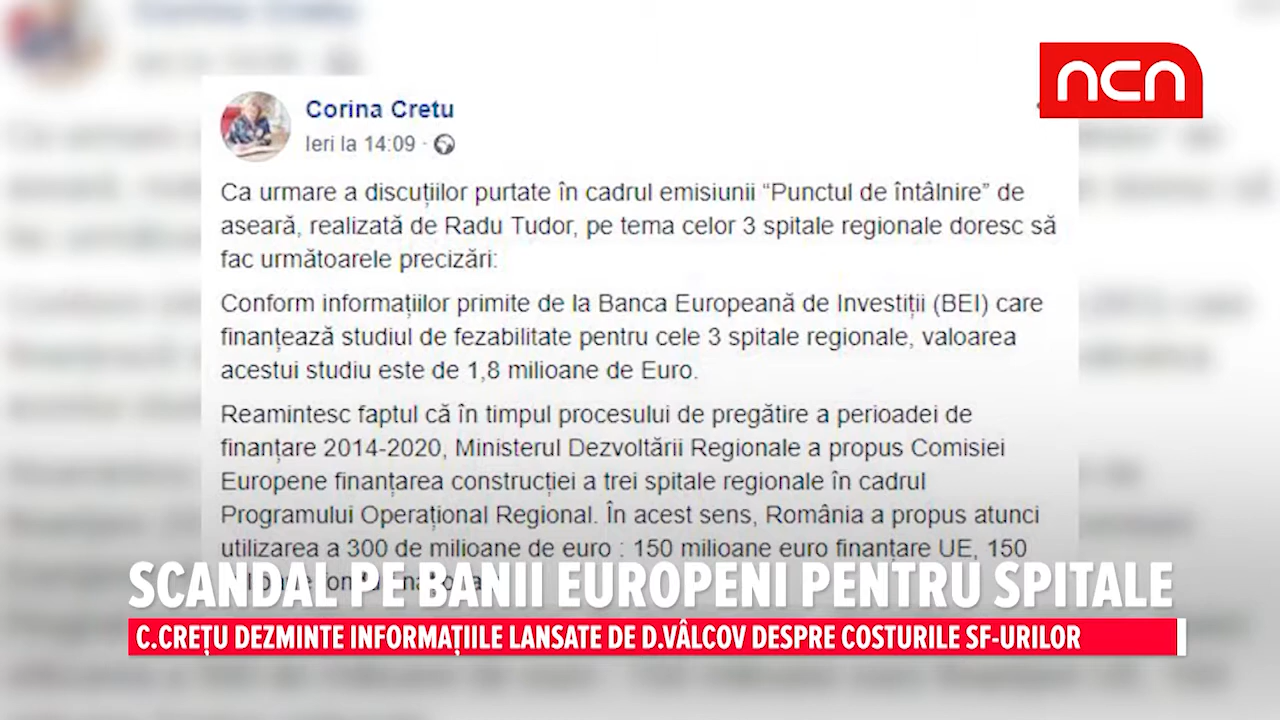 ncn
Corina Cretu
Ieri la 14:09 ·
Ca urmare a discuțiilor purtate în cadrul emisiunii “Punctul de întâlnire” de
aseară, realizată de Radu Tudor, pe tema celor 3 spitale regionale doresc să
fac următoarele precizări:
Conform informațiilor primite de la Banca Europeană de Investiții (BEI) care
finanțează studiul de fezabilitate pentru cele 3 spitale regionale, valoarea
acestui studiu este de 1,8 milioane de Euro.
Reamintesc faptul că în timpul procesului de pregătire a perioadei de
finanțare 2014-2020, Ministerul Dezvoltării Regionale a propus Comisiei
Europene finanțarea construcției a trei spitale regionale în cadrul
Programului Operațional Regional. În acest sens, România a propus atunci
utilizarea a 300 de milioane de euro : 150 milioane euro finanțare UE, 150
SCANDAL PE BANII EUROPENI PENTRU SPITALE
C.CREȚU DEZMINTE INFORMAȚIILE LANSATE DE D.VÂLCOV DESPRE COSTURILE SF-URILOR